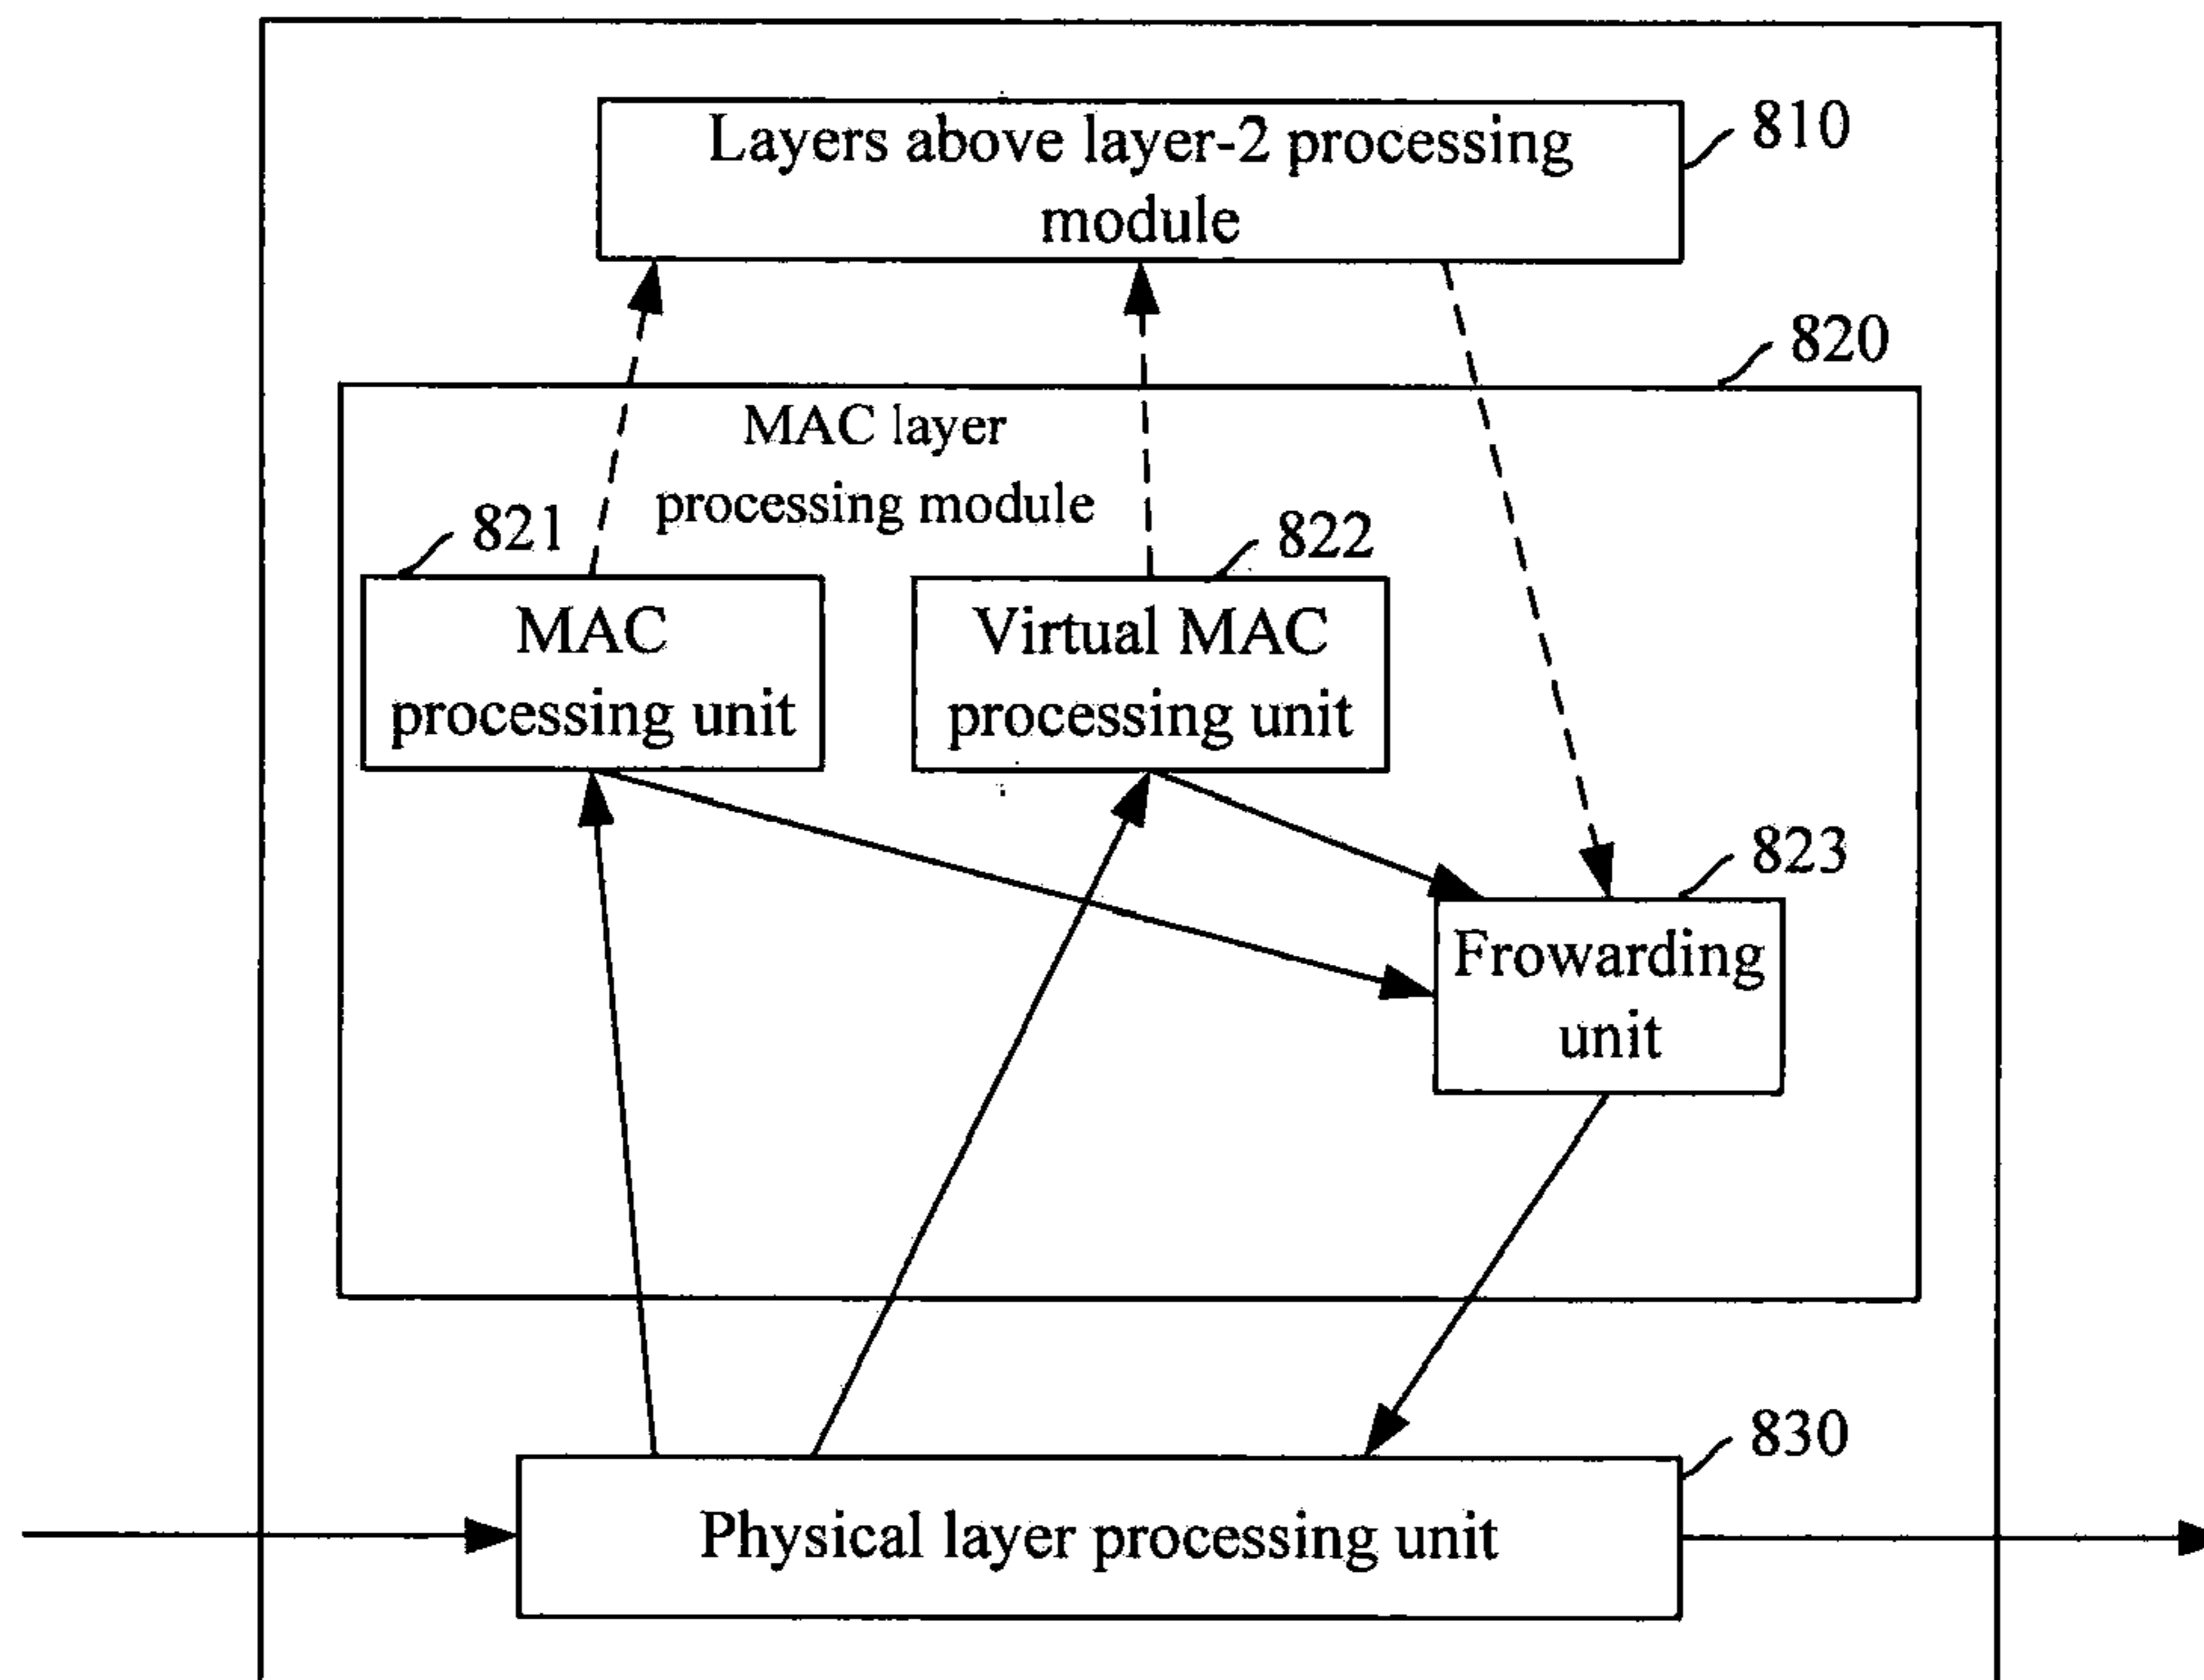 Layers above layer-2 processing
module
810
820
MAC layer
processing module
821
822
MAC
processing unit
Virtual MAC
processing unit
823
Frowarding
unit
830
Physical layer processing unit